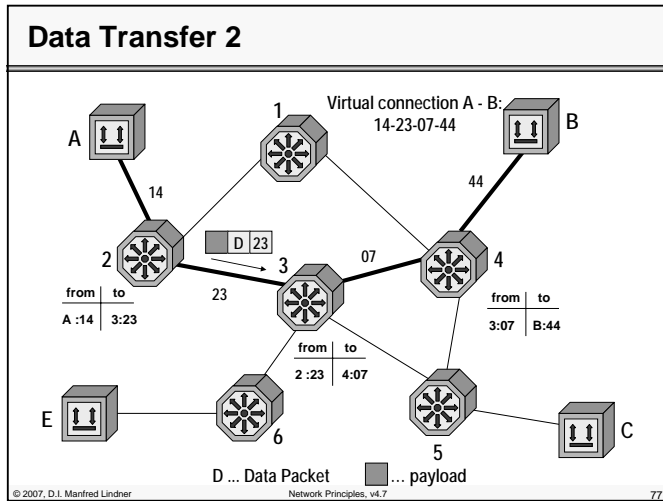 Data Transfer 2
Virtual connection A - B:
14-23-07-44
A
1
B
14
44
D 23
2
3
07
4
23
from to
A :14 3:23
from to
3:07 B:44
from to
2 :23 4:07
E
6
5
C
D ... Data Packet ... payload
© 2007, D.I. Manfred Lindner Network Principles, v4.7 77